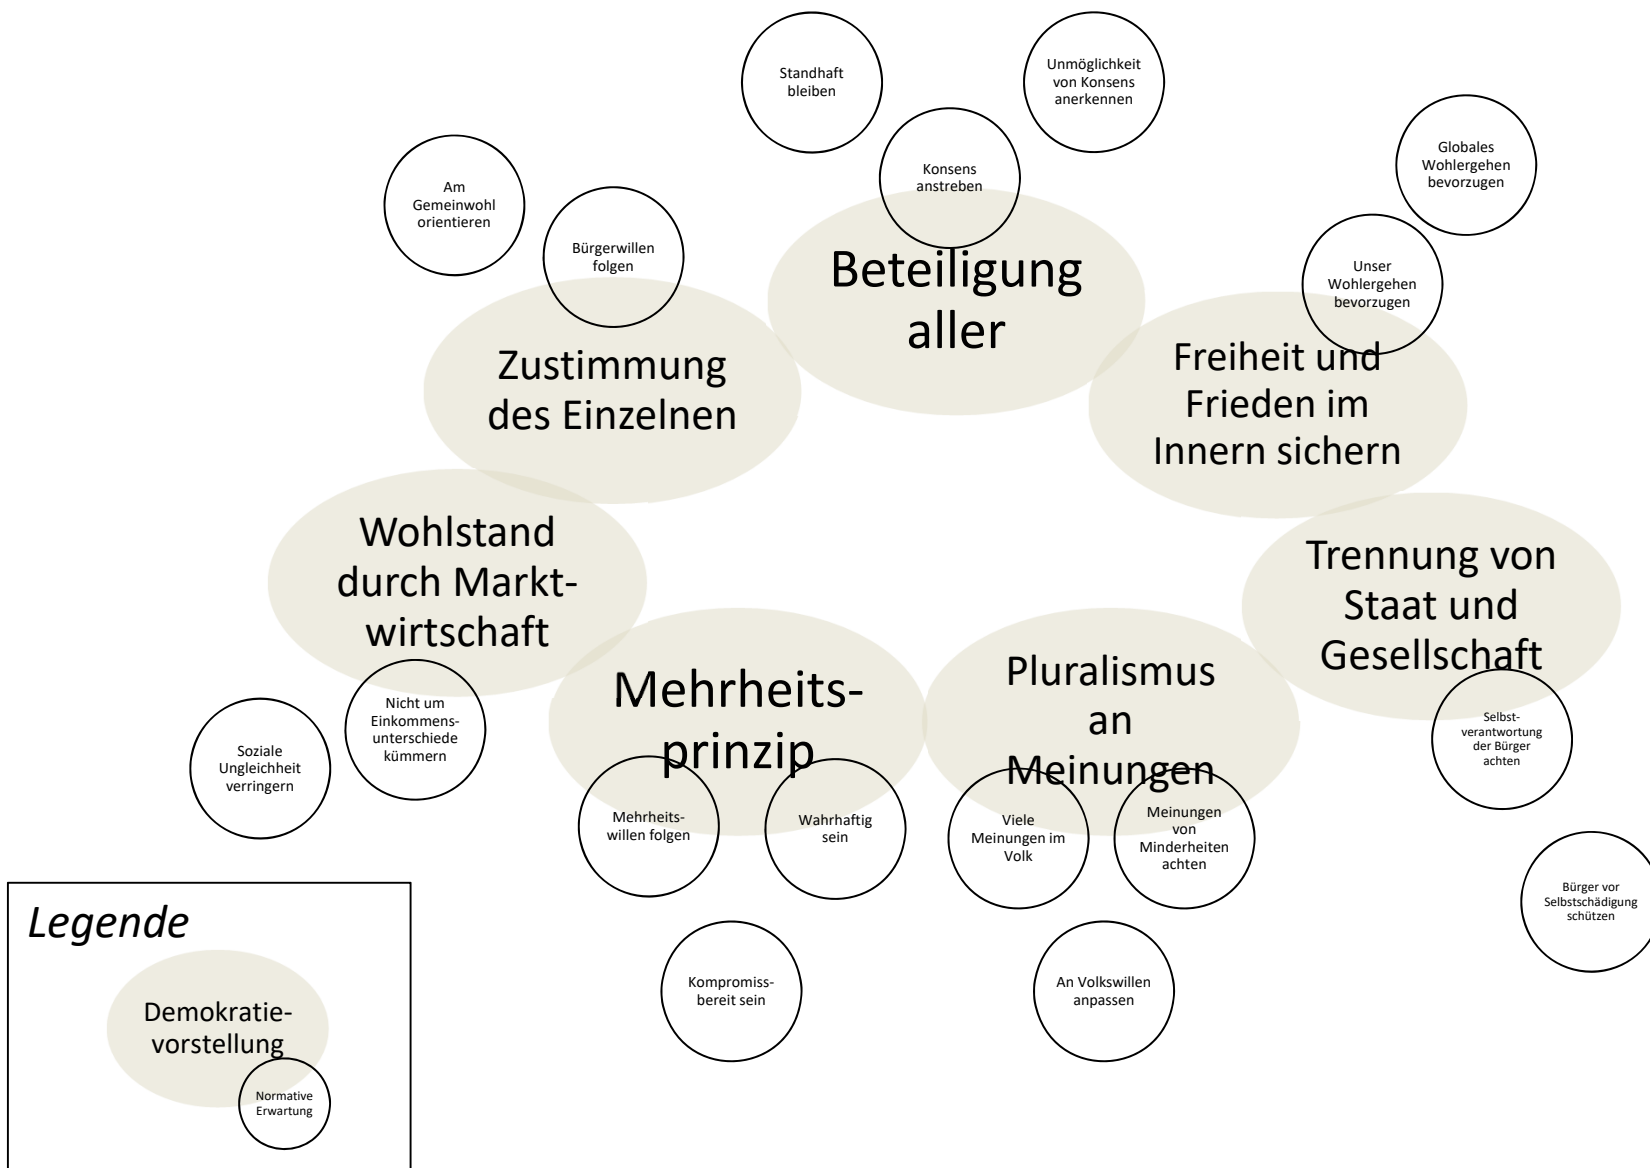 Standhaft
bleiben
Unmöglichkeit
von Konsens
anerkennen
Konsens
anstreben
Globales
Wohlergehen
bevorzugen
Am
Gemeinwohl
orientieren
Bürgerwillen
folgen
Unser
Wohlergehen
bevorzugen
Beteiligung
aller
Zustimmung
des Einzelnen
Freiheit und
Frieden im
Innern sichern
Wohlstand
durch Markt-
wirtschaft
Trennung von
Staat und
Gesellschaft
Mehrheits-
prinzip
Pluralismus
an
Meinungen
Nicht um
Einkommens-
unterschiede
kümmern
Soziale
Ungleichheit
verringern
Mehrheits-
willen folgen
Wahrhaftig
sein
Viele
Meinungen im
Volk
Meinungen
von
Minderheiten
achten
Selbst-
verantwortung
der Bürger
achten
Bürger vor
Selbstschädigung
schützen
Kompromiss-
bereit sein
An Volkswillen
anpassen
Legende
Demokratie-
vorstellung
Normative
Erwartung